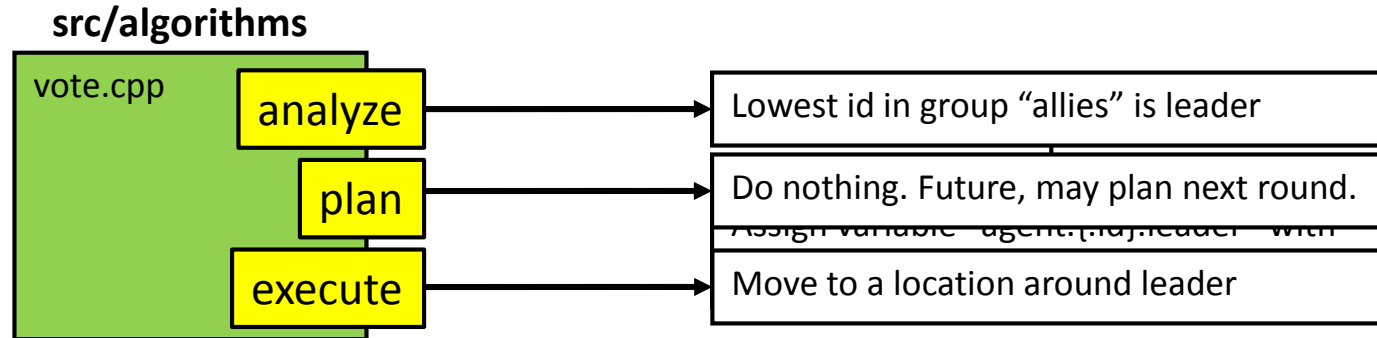 src/algorithms
vote.cpp
analyze
Lowest id in group “allies” is leader
plan
Do nothing. Future, may plan next round.
execute
Move to a location around leader